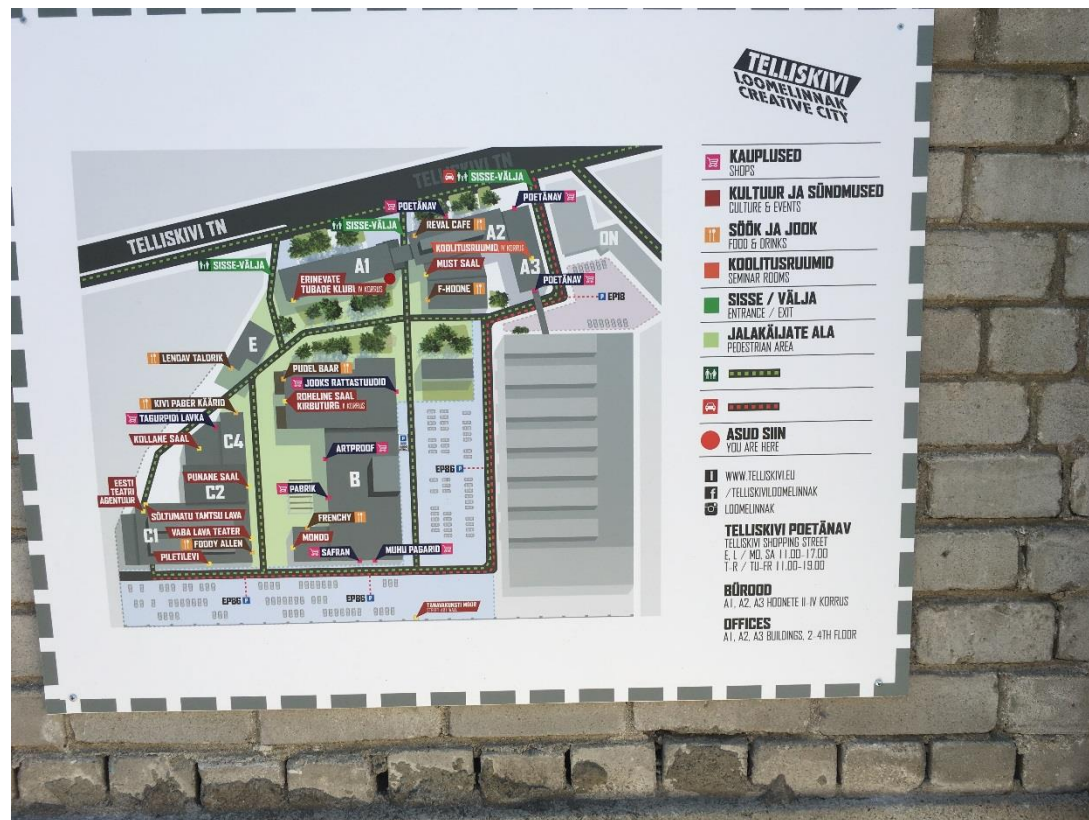 TELLISKIVI
LOOMELINNAK
CREATIVE CITY
KAUPLUSED
SHOPS
KULTUUR JA SÜNDMUSED
CULTURE & EVENTS
SÖÖK JA JOOK
FOOD & DRINKS
KOOLITUSRUUMID
SEMINAR ROOMS
SISSE / VÄLJA
ENTRANCE / EXIT
JALAKÄIJATE ALA
PEDESTRIAN AREA
ASUD SIIN
YOU ARE HERE
WWW.TELLISKIVI.EU
/TELLISKIVILOOMELINNAK
LOOMELINNAK
TELLISKIVI POETÄNAV
TELLISKIVI SHOPPING STREET
E, L / MO, SA 11.00-17.00
T-R / TU-FR 11.00-19.00
BÜROOD
A1, A2, A3 HOONETE II-IV KORRUS
OFFICES
A1, A2, A3 BUILDINGS, 2-4TH FLOOR
TELLISKIVI TN
TELLISKIVI TN
SISSE-VÄLJA
SISSE-VÄLJA
SISSE-VÄLJA
POETÄNAV
POETÄNAV
REVAL CAFE
A2
KOOLITUSRUUMID IV KORRUS
A1
MUST SAAL
A3
ERINEVATE
TUBADE KLUBI IV KORRUS
F-HOONE
POETÄNAV
EP18
E
LENDAV TALDRIK
PUDEL BAAR
JOOKS RATTASTUUDIO
ROHELINE SAAL
KIRBUTURG
KIVI PABER KÄÄRID
TAGURPIDI LAVKA
KOLLANE SAAL
C4
ARTPROOF
PUNANE SAAL
EP86
EESTI
TEATRI
AGENTUUR
C2
PABRIK
B
SÕLTUMATU TANTSU LAVA
FRENCHY
C1
VABA LAVA TEATER
FODDY ALLEN
MONDO
PILETILEVI
SAFRAN
MUHU PAGARID
EP86
EP86